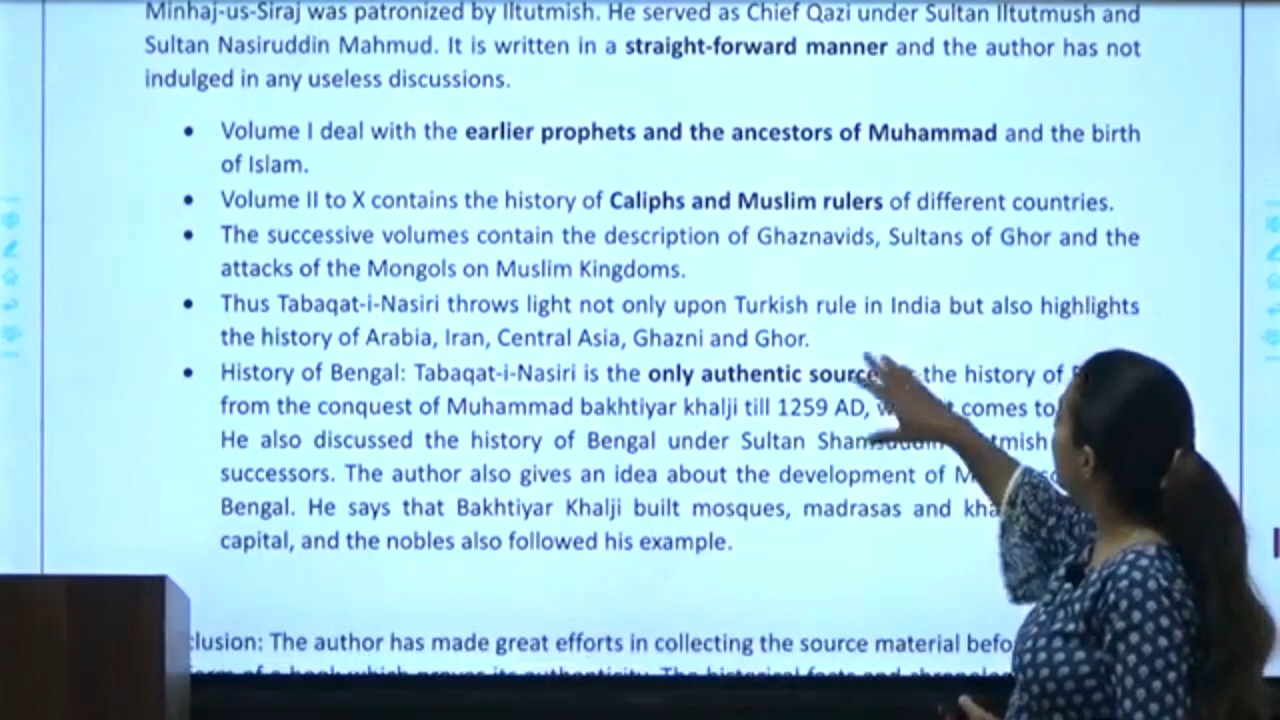 Minhaj-us-Siraj was patronized by Iltutmish. He served as Chief Qazi under Sultan Iltutmush and
Sultan Nasiruddin Mahmud. It is written in a straight-forward manner and the author has not
indulged in any useless discussions.
• Volume I deal with the earlier prophets and the ancestors of Muhammad and the birth
of Islam.
• Volume II to X contains the history of Caliphs and Muslim rulers of different countries.
• The successive volumes contain the description of Ghaznavids, Sultans of Ghor and the
attacks of the Mongols on Muslim Kingdoms.
• Thus Tabaqat-i-Nasiri throws light not only upon Turkish rule in India but also highlights
the history of Arabia, Iran, Central Asia, Ghazni and Ghor.
• History of Bengal: Tabaqat-i-Nasiri is the only authentic source the history of
from the conquest of Muhammad bakhtiyar khalji till 1259 AD, comes to
He also discussed the history of Bengal under Sultan
successors. The author also gives an idea about the development of
Bengal. He says that Bakhtiyar Khalji built mosques, madrasas and
capital, and the nobles also followed his example.
clusion: The author has made great efforts in collecting the source material